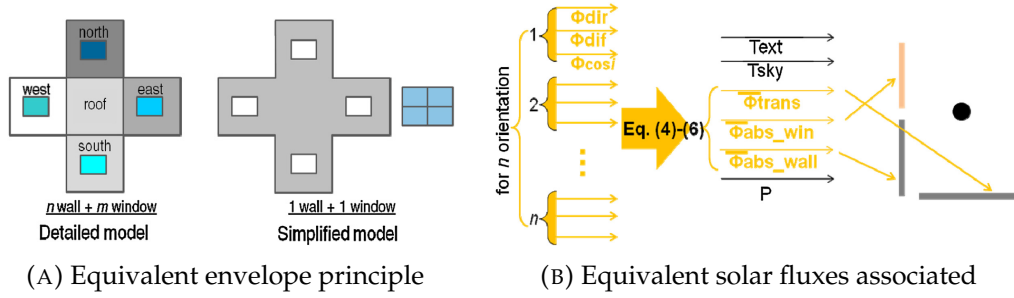 north
west
roof
east
south
n wall + m window
Detailed model
1 wall + 1 window
Simplified model
(A) Equivalent envelope principle
for n orientation
1
Φdir
Φdif
Φcosi
2
n
Eq. (4)-(6)
Text
Tsky
Φtrans
Φabs_win
Φabs_wall
P
(B) Equivalent solar fluxes associated